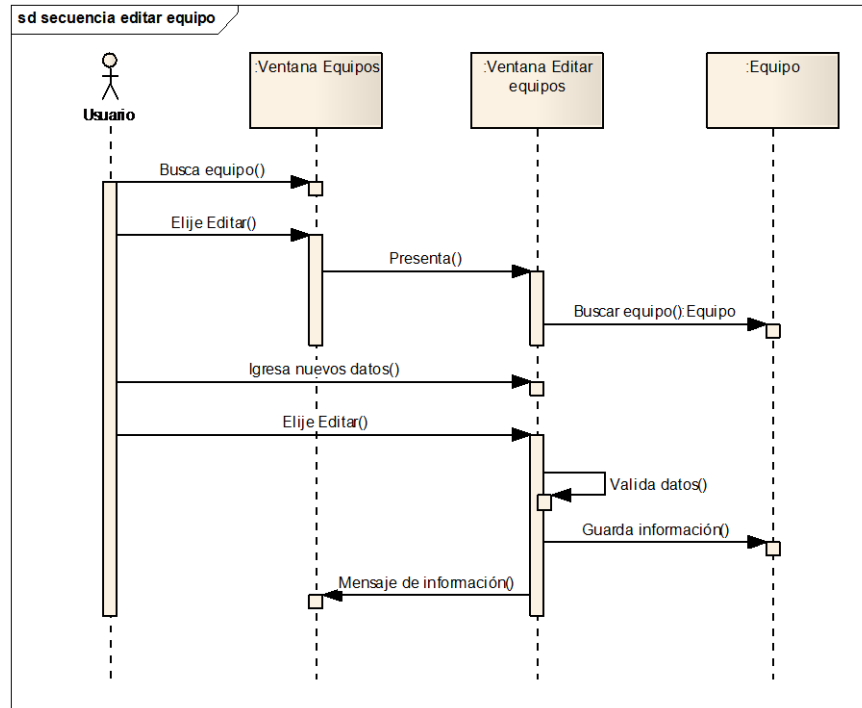 sd secuencia editar equipo
Usuario
:Ventana Equipos
:Ventana Editar
equipos
:Equipo
Busca equipo()
Elije Editar()
Presenta()
Buscar equipo():Equipo
Igresa nuevos datos()
Elije Editar()
Valida datos()
Guarda información()
Mensaje de información()